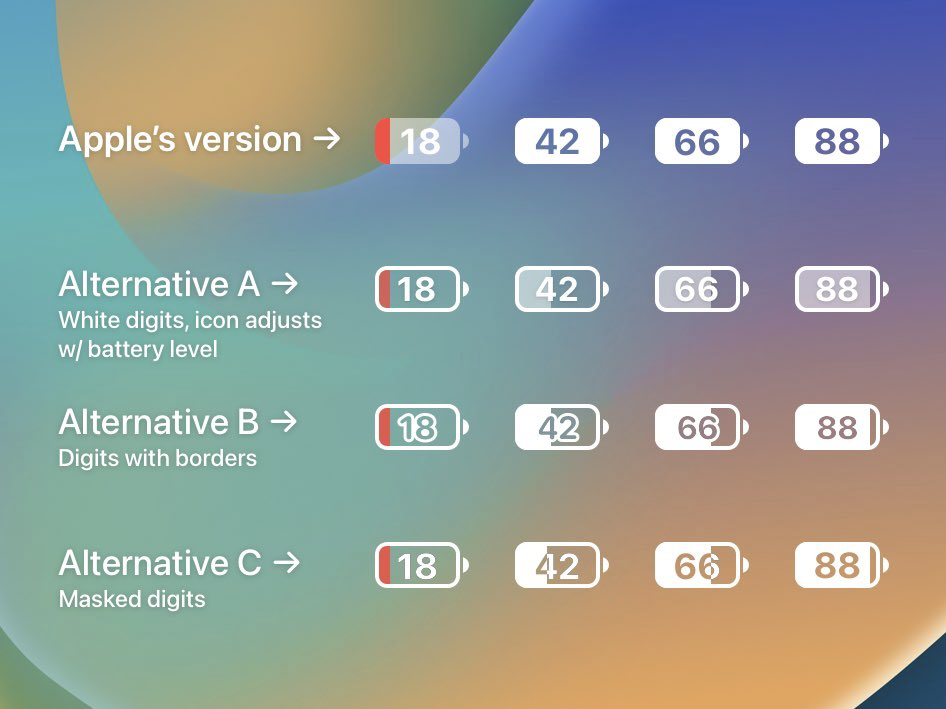 Apple’s version → 18 42 66 88
Alternative A → 18 42 66 88
White digits, icon adjusts
w/ battery level
Alternative B → 18 42 66 88
Digits with borders
Alternative C → 18 42 66 88
Masked digits